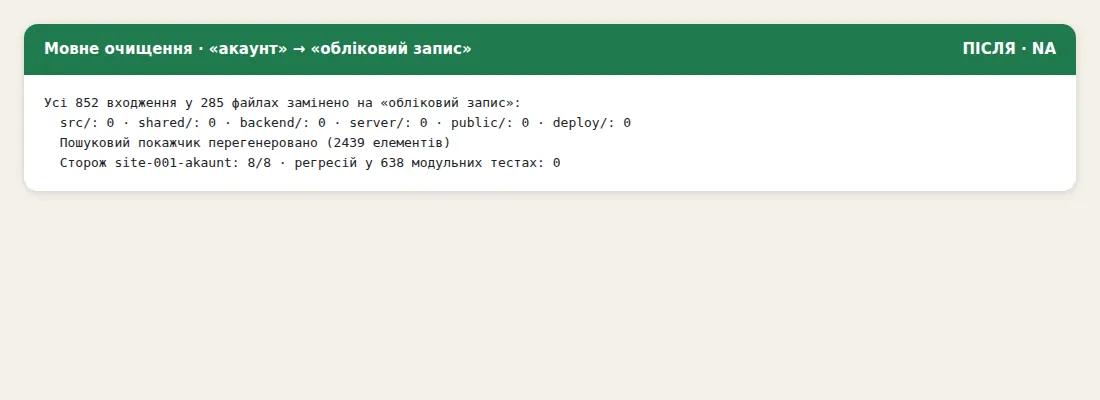 Мовне очищення · «акаунт» → «обліковий запис»
ПІСЛЯ · NA
Усі 852 входження у 285 файлах замінено на «обліковий запис»:
src/: 0 · shared/: 0 · backend/: 0 · server/: 0 · public/: 0 · deploy/: 0
Пошуковий покажчик перегенеровано (2439 елементів)
Сторож site-001-akaunt: 8/8 · регресій у 638 модульних тестах: 0